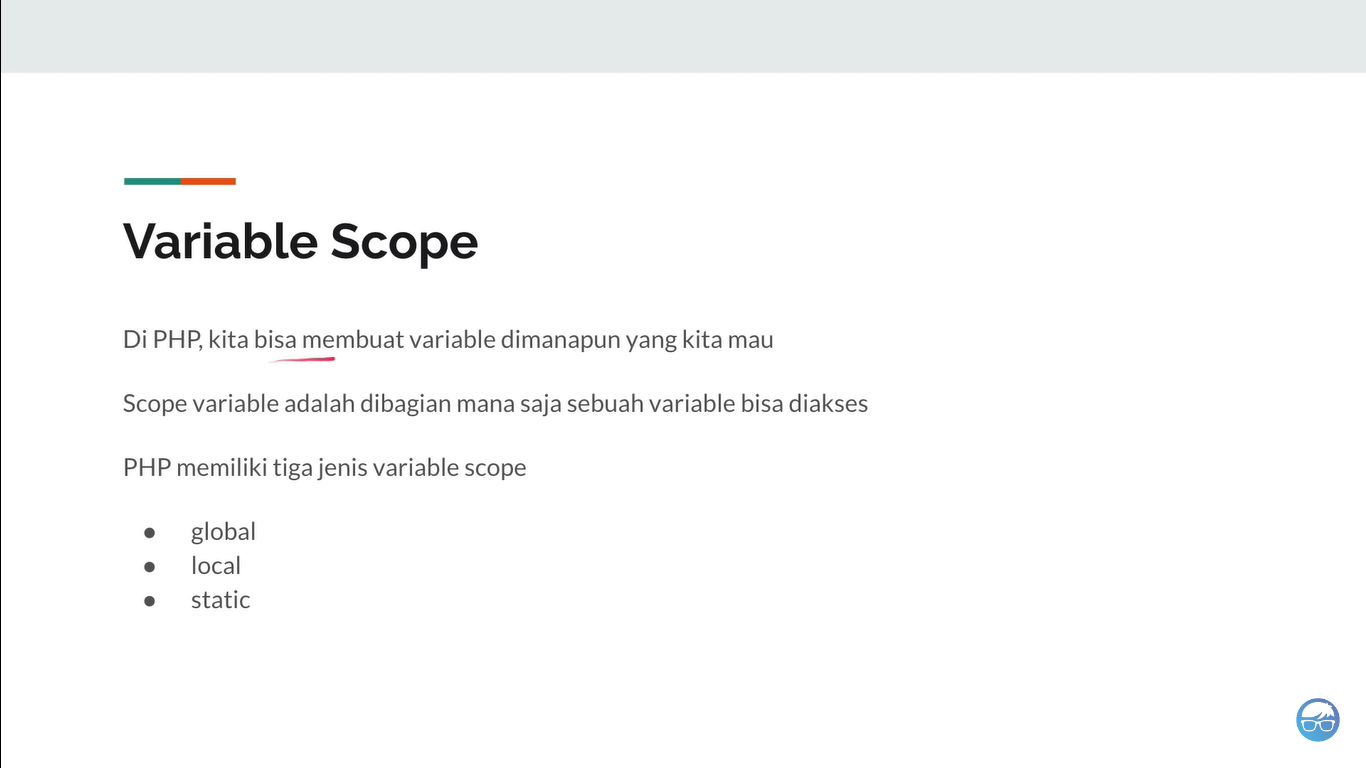 Variable Scope
Di PHP, kita bisa membuat variable dimanapun yang kita mau
Scope variable adalah dibagian mana saja sebuah variable bisa diakses
PHP memiliki tiga jenis variable scope
● global
● local
● static